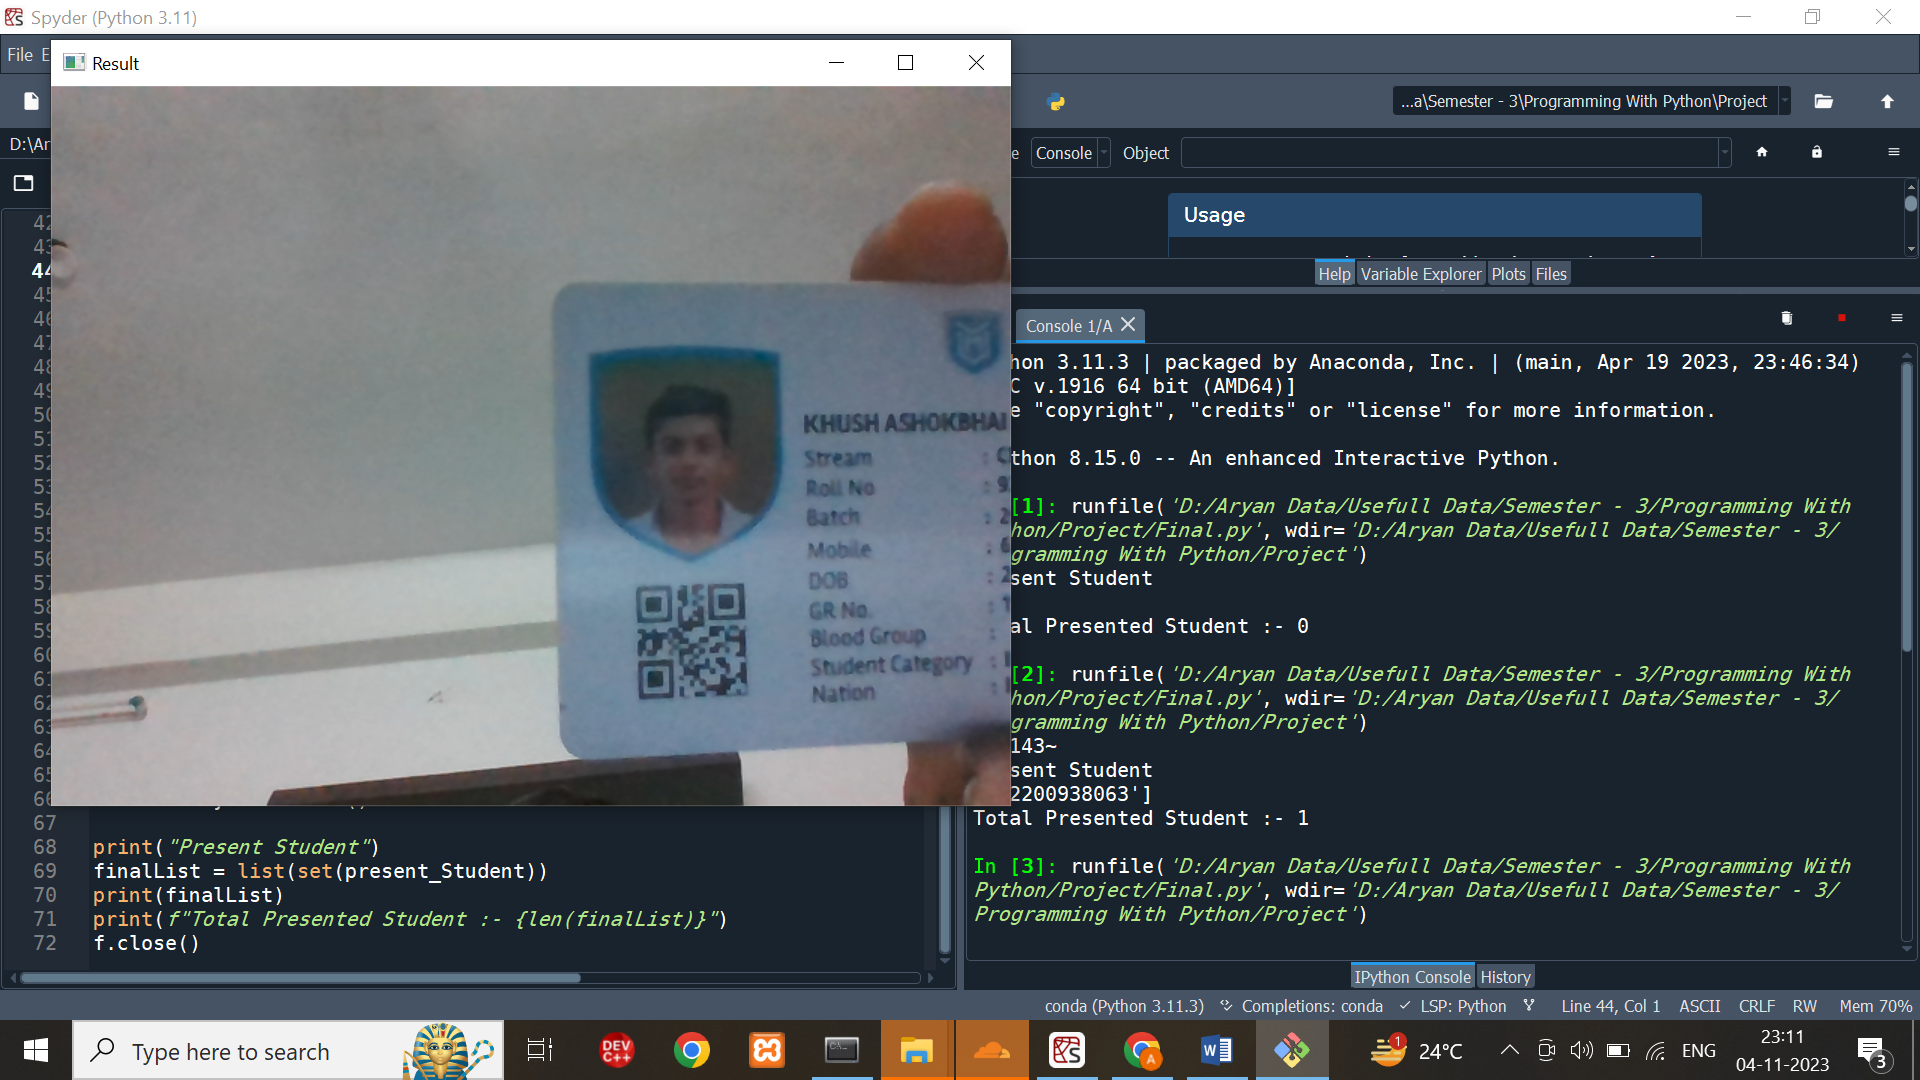 Spyder (Python 3.11)
File E
Result
...a\Semester - 3\Programming With Python\Project
D:\Ar
e Console Object
Usage
Help Variable Explorer Plots Files
42
43
44
45
46
47
48
49
50
51
52
53
54
55
56
57
58
59
60
61
62
63
64
65
66
67
68 print("Present Student")
69 finalList = list(set(present_Student))
70 print(finalList)
71 print(f"Total Presented Student :- {len(finalList)}")
72 f.close()
KHUSH ASHOKBHAI
Stream : C
Roll No : 9
Batch : 2
Mobile : 6
DOB : 2
GR No. : 1
Blood Group :
Student Category :
Nation :
Console 1/A
hon 3.11.3 | packaged by Anaconda, Inc. | (main, Apr 19 2023, 23:46:34)
C v.1916 64 bit (AMD64)]
e "copyright", "credits" or "license" for more information.
thon 8.15.0 -- An enhanced Interactive Python.
[1]: runfile('D:/Aryan Data/Usefull Data/Semester - 3/Programming With
hon/Project/Final.py', wdir='D:/Aryan Data/Usefull Data/Semester - 3/
gramming With Python/Project')
sent Student
al Presented Student :- 0
[2]: runfile('D:/Aryan Data/Usefull Data/Semester - 3/Programming With
hon/Project/Final.py', wdir='D:/Aryan Data/Usefull Data/Semester - 3/
gramming With Python/Project')
143~
sent Student
2200938063']
Total Presented Student :- 1
In [3]: runfile('D:/Aryan Data/Usefull Data/Semester - 3/Programming With
Python/Project/Final.py', wdir='D:/Aryan Data/Usefull Data/Semester - 3/
Programming With Python/Project')
IPython Console History
conda (Python 3.11.3) Completions: conda LSP: Python Line 44, Col 1 ASCII CRLF RW Mem 70%
Type here to search
DEV C++
A
W
1
24°C
ENG
23:11
04-11-2023
3